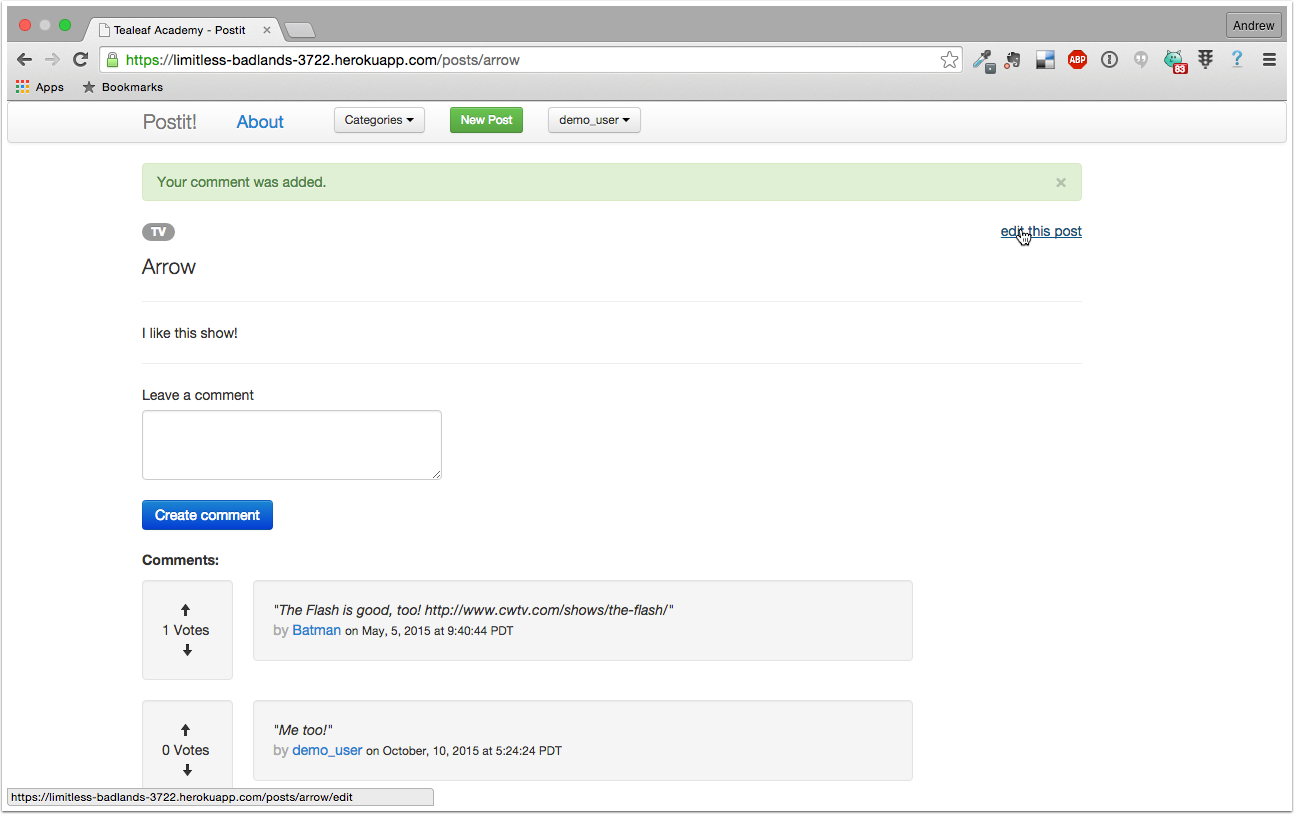 Tealeaf Academy - Postit ×
Andrew
https://limitless-badlands-3722.herokuapp.com/posts/arrow
ABP
83
?
Apps
Bookmarks
Postit!
About
Categories
New Post
demo_user
Your comment was added. ×
TV
edit this post
Arrow
I like this show!
Leave a comment
Create comment
Comments:
1 Votes
"The Flash is good, too! http://www.cwtv.com/shows/the-flash/"
by Batman on May, 5, 2015 at 9:40:44 PDT
0 Votes
"Me too!"
by demo_user on October, 10, 2015 at 5:24:24 PDT
https://limitless-badlands-3722.herokuapp.com/posts/arrow/edit